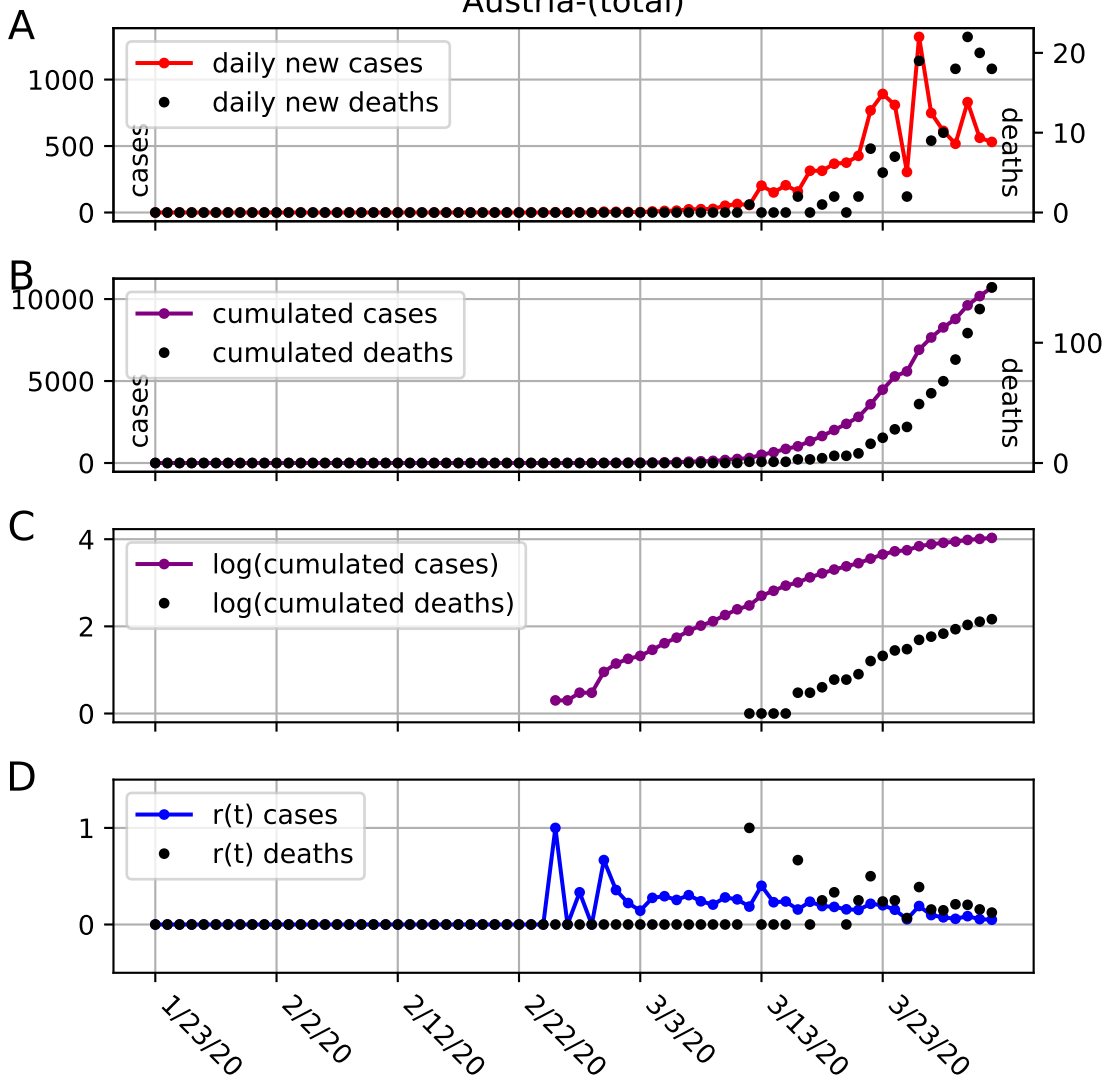 Austria-(total)
A
daily new cases
daily new deaths
1000
500
0
cases
20
10
0
deaths
B
cumulated cases
cumulated deaths
10000
5000
0
cases
100
0
deaths
C
log(cumulated cases)
log(cumulated deaths)
4
2
0
D
r(t) cases
r(t) deaths
1
0
1/23/20
2/2/20
2/12/20
2/22/20
3/3/20
3/13/20
3/23/20